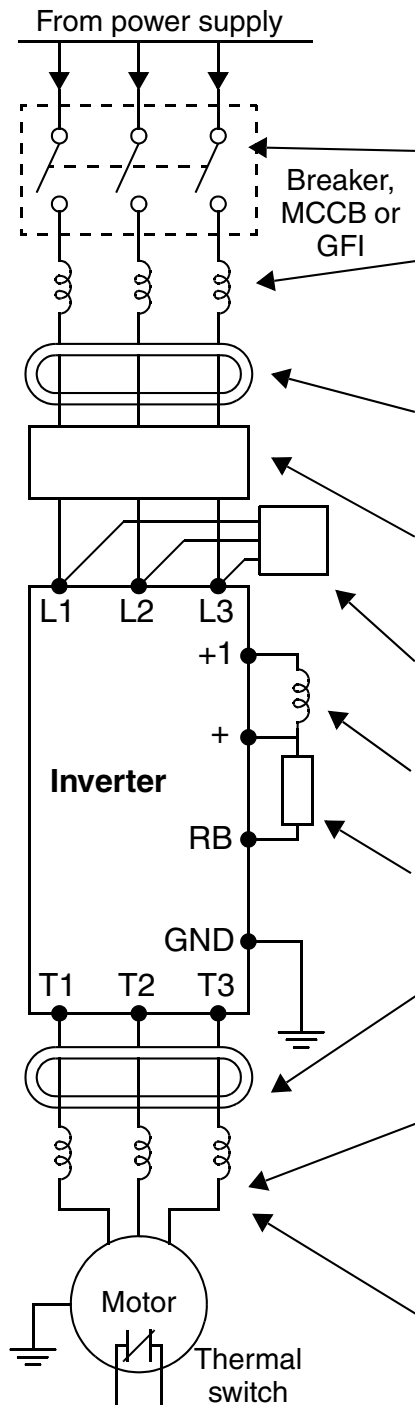 From power supply
Breaker,
MCCB or
GFI
L1 L2 L3
+1
+
Inverter
RB
GND
T1 T2 T3
Motor
Thermal
switch